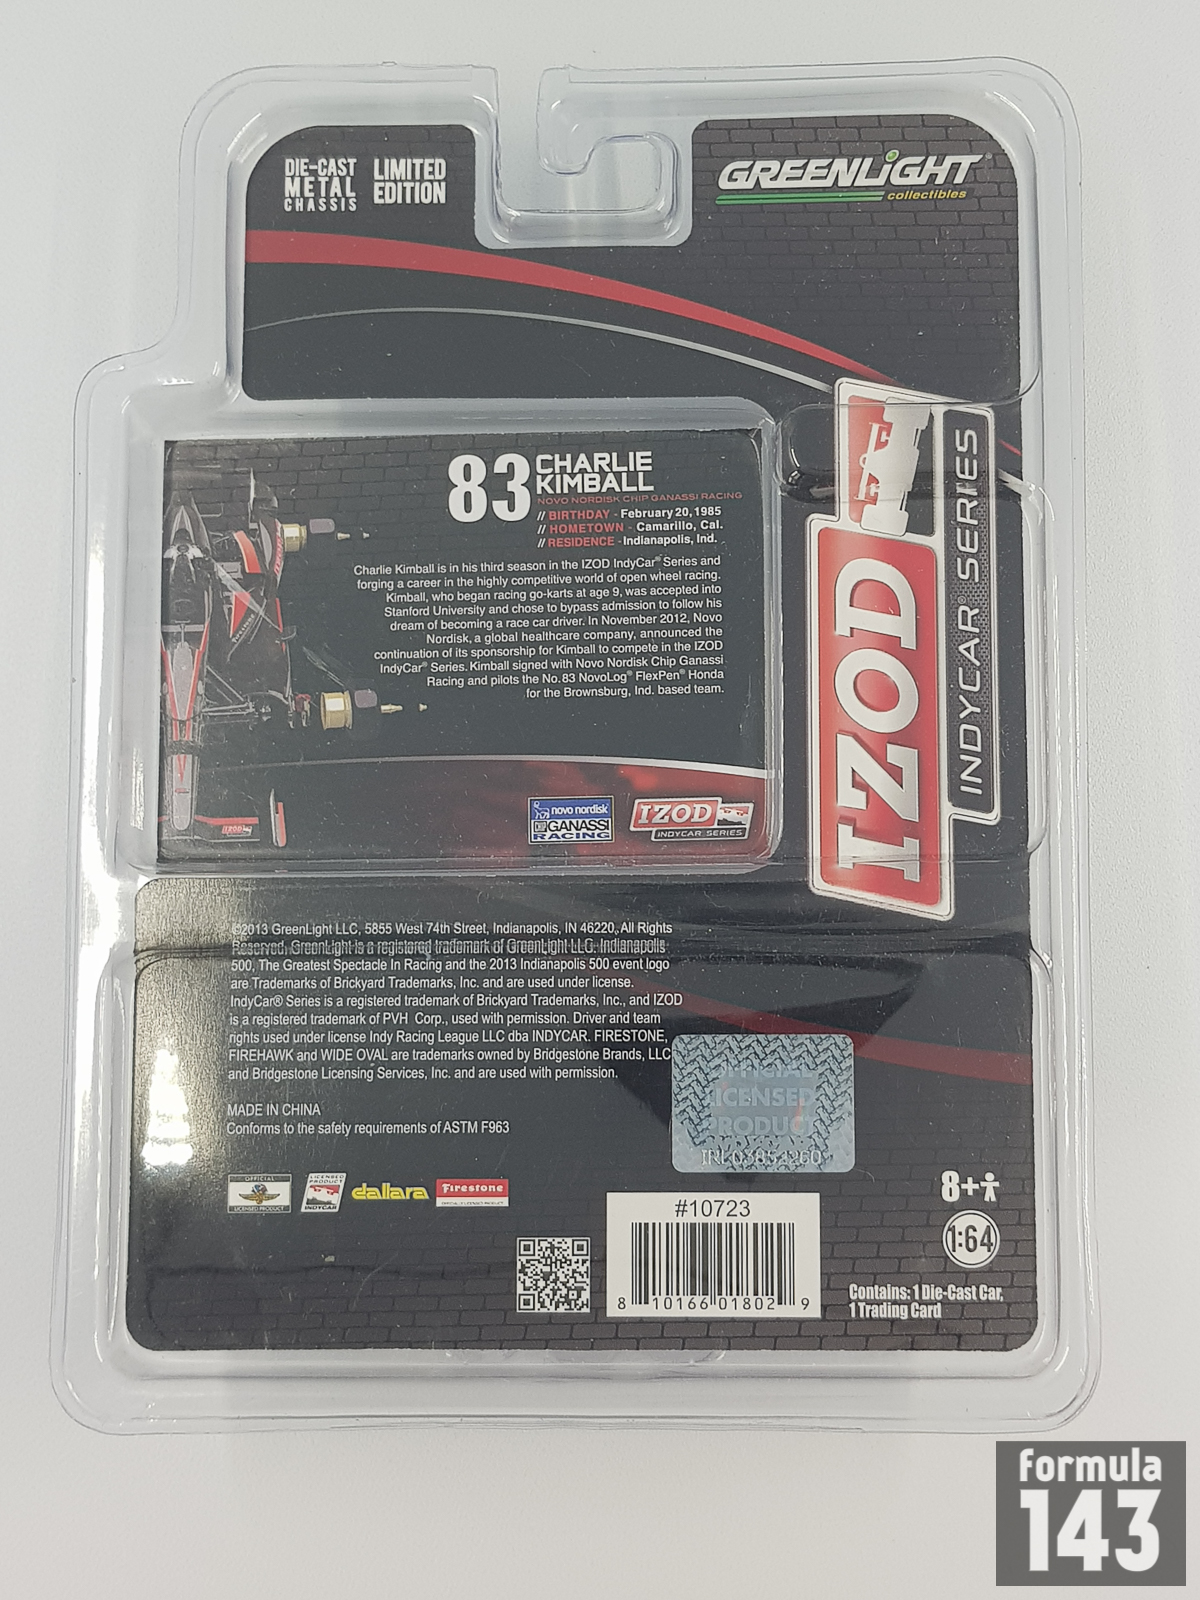 DIE-CAST
METAL
CHASSIS
LIMITED
EDITION
GREENLiGHT
collectibles
83 CHARLIE
KIMBALL
NOVO NORDISK CHIP GANASSI RACING
// BIRTHDAY - February 20, 1985
// HOMETOWN - Camarillo, Cal.
// RESIDENCE - Indianapolis, Ind.
Charlie Kimball is in his third season in the IZOD IndyCar® Series and
forging a career in the highly competitive world of open wheel racing.
Kimball, who began racing go-karts at age 9, was accepted into
Stanford University and chose to bypass admission to follow his
dream of becoming a race car driver. In November 2012, Novo
Nordisk, a global healthcare company, announced the
continuation of its sponsorship for Kimball to compete in the IZOD
IndyCar® Series. Kimball signed with Novo Nordisk Chip Ganassi
Racing and pilots the No. 83 NovoLog® FlexPen® Honda
for the Brownsburg, Ind. based team.
IZOD
novo nordisk
CHIP GANASSI
RACING
IZOD
INDYCAR SERIES
IZOD
INDYCAR® SERIES
©2013 GreenLight LLC, 5855 West 74th Street, Indianapolis, IN 46220, All Rights
Reserved. GreenLight is a registered trademark of GreenLight LLC. Indianapolis
500, The Greatest Spectacle In Racing and the 2013 Indianapolis 500 event logo
are Trademarks of Brickyard Trademarks, Inc. and are used under license.
IndyCar® Series is a registered trademark of Brickyard Trademarks, Inc., and IZOD
is a registered trademark of PVH Corp., used with permission. Driver and team
rights used under license Indy Racing League LLC dba INDYCAR. FIRESTONE,
FIREHAWK and WIDE OVAL are trademarks owned by Bridgestone Brands, LLC
and Bridgestone Licensing Services, Inc. and are used with permission.
MADE IN CHINA
Conforms to the safety requirements of ASTM F963
OFFICIAL
LICENSED PRODUCT
LICENSED
PRODUCT
INDYCAR
dallara
Firestone
OFFICIALLY LICENSED PRODUCT
OFFICIAL
LICENSED
PRODUCT
#10723
8 10166 01802 9
8+
1:64
Contains: 1 Die-Cast Car,
1 Trading Card
formula
143